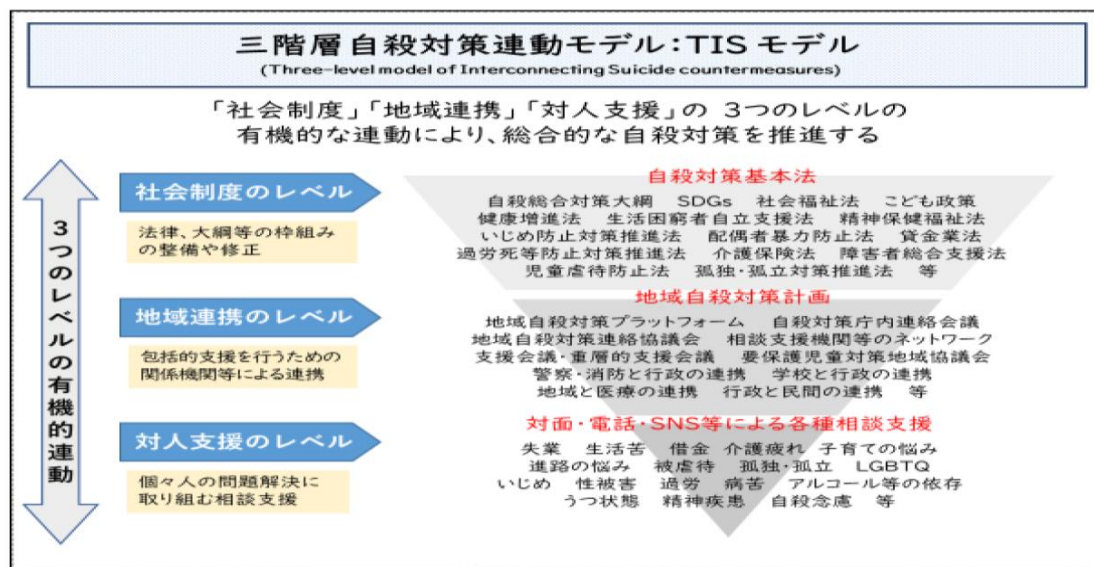 三階層自殺対策連動モデル：TIS モデル
(Three-level model of Interconnecting Suicide countermeasures)
「社会制度」「地域連携」「対人支援」の 3つのレベルの
有機的な連動により、総合的な自殺対策を推進する
3つのレベルの有機的連動
社会制度のレベル
法律、大綱等の枠組み
の整備や修正
自殺対策基本法
自殺総合対策大綱 SDGs 社会福祉法 こども政策
健康増進法 生活困窮者自立支援法 精神保健福祉法
いじめ防止対策推進法 配偶者暴力防止法 貸金業法
過労死等防止対策推進法 介護保険法 障害者総合支援法
児童虐待防止法 孤独・孤立対策推進法 等
地域連携のレベル
包括的支援を行うための
関係機関等による連携
地域自殺対策計画
地域自殺対策プラットフォーム 自殺対策庁内連絡会議
地域自殺対策連絡協議会 相談支援機関等のネットワーク
支援会議・重層的支援会議 要保護児童対策地域協議会
警察・消防と行政の連携 学校と行政の連携
地域と医療の連携 行政と民間の連携 等
対人支援のレベル
個々人の問題解決に
取り組む相談支援
対面・電話・SNS等による各種相談支援
失業 生活苦 借金 介護疲れ 子育ての悩み
進路の悩み 被虐待 孤独・孤立 LGBTQ
いじめ 性被害 過労 病苦 アルコール等の依存
うつ状態 精神疾患 自殺念慮 等